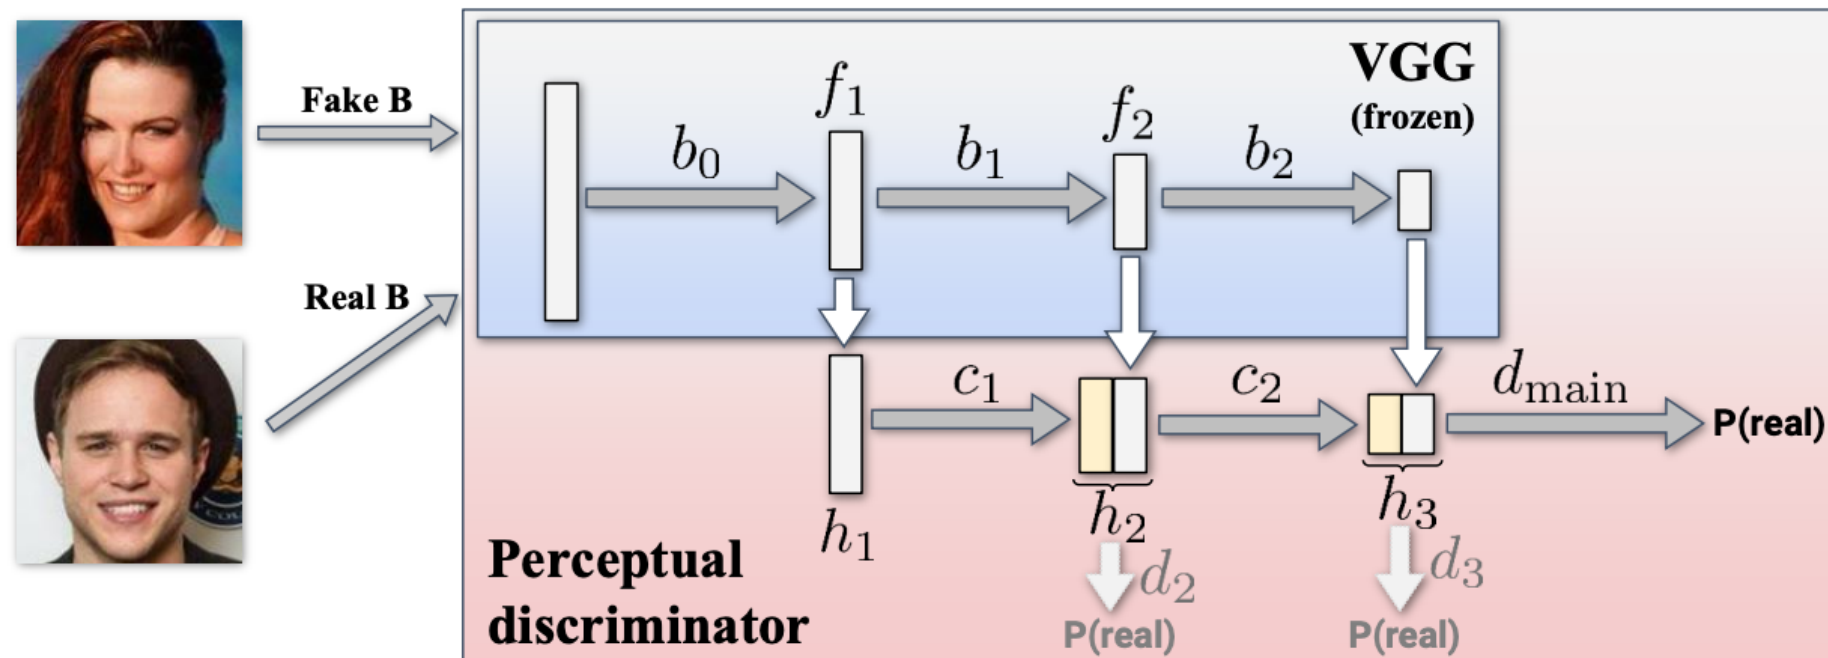 Fake B
Real B
VGG
(frozen)
f₁
f₂
b₀
b₁
b₂
c₁
c₂
d_main
P(real)
h₁
h₂
h₃
d₂
d₃
P(real)
P(real)
Perceptual
discriminator